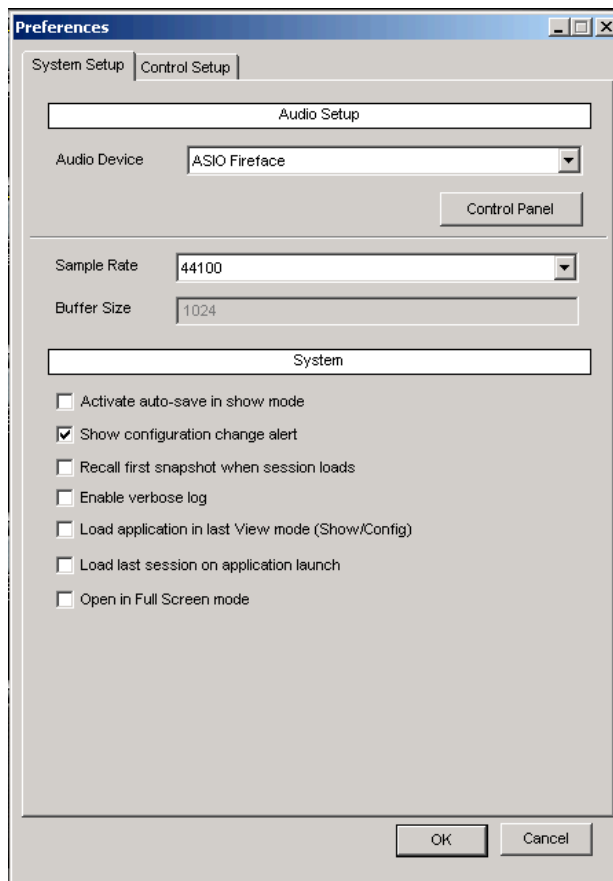 Preferences
System Setup Control Setup
Audio Setup
Audio Device ASIO Fireface
Control Panel
Sample Rate 44100
Buffer Size 1024
System
Activate auto-save in show mode
Show configuration change alert
Recall first snapshot when session loads
Enable verbose log
Load application in last View mode (Show/Config)
Load last session on application launch
Open in Full Screen mode
OK Cancel